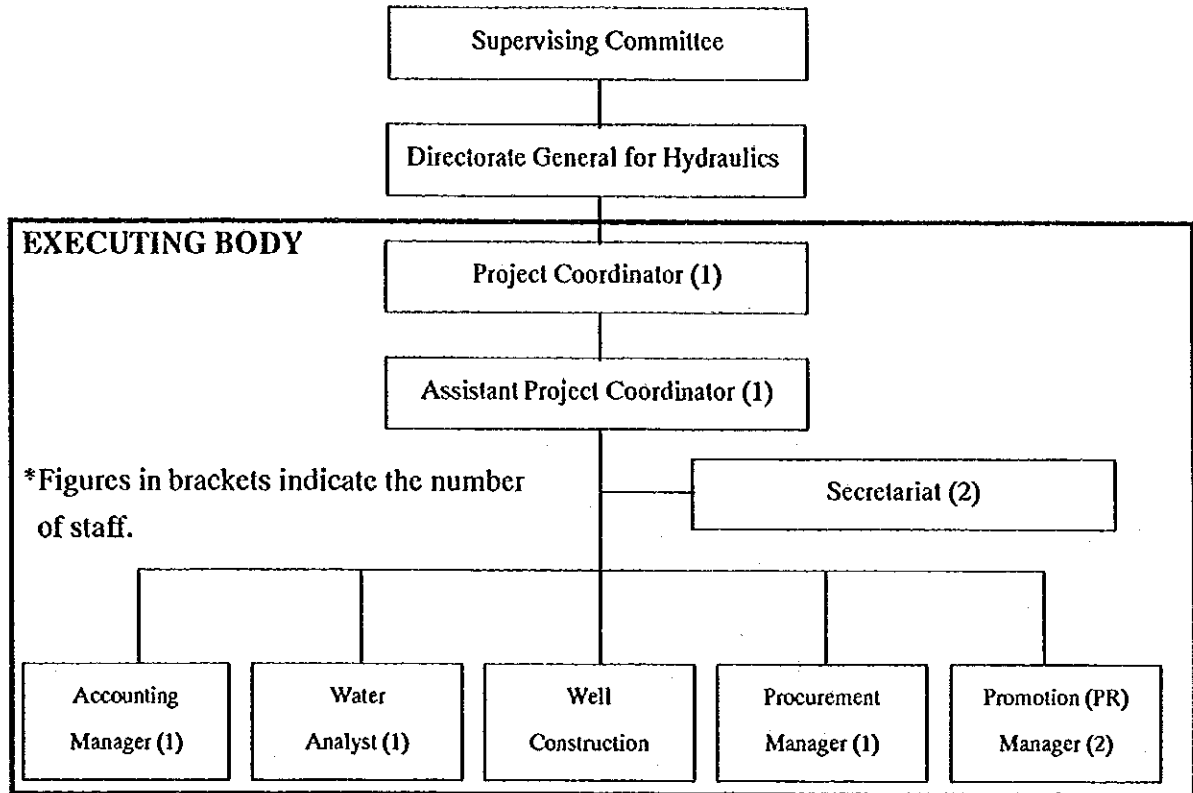 Supervising Committee
Directorate General for Hydraulics
EXECUTING BODY
Project Coordinator (1)
Assistant Project Coordinator (1)
*Figures in brackets indicate the number
of staff.
Secretariat (2)
Accounting
Manager (1)
Water
Analyst (1)
Well
Construction
Procurement
Manager (1)
Promotion (PR)
Manager (2)